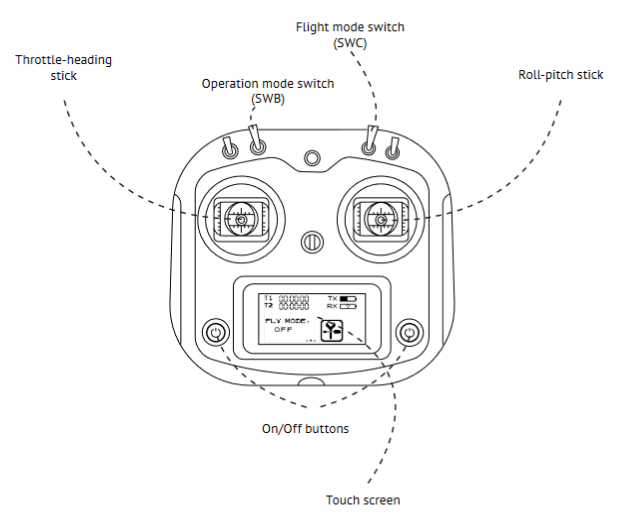 Flight mode switch
(SWC)
Throttle-heading
stick
Operation mode switch
(SWB)
Roll-pitch stick
T1 00:00:00
TX
T2 00:00:00
RX
FLY MODE:
OFF
On/Off buttons
Touch screen